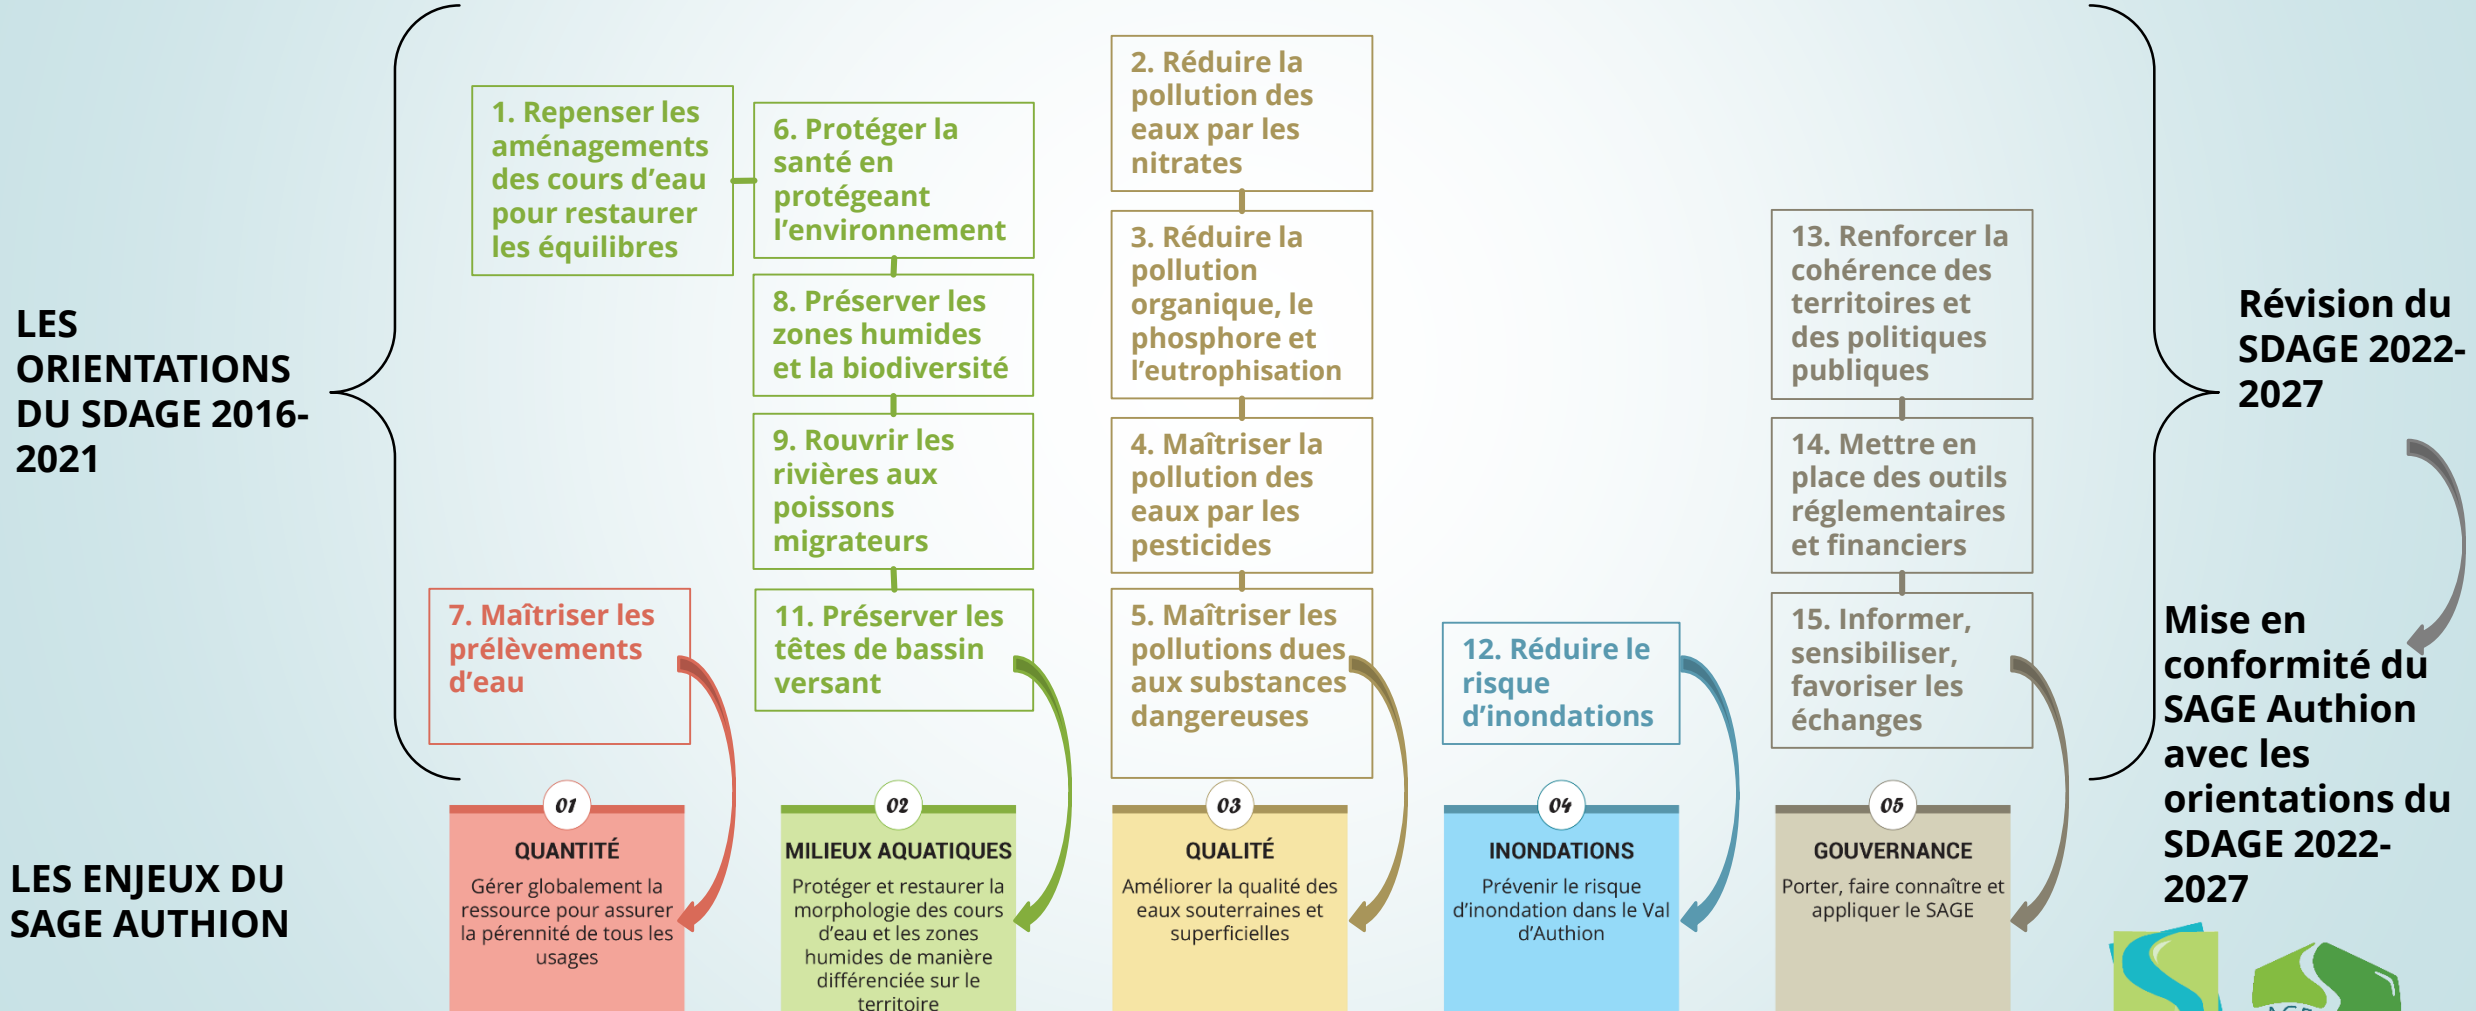 LES
ORIENTATIONS
DU SDAGE 2016-
2021
1. Repenser les
aménagements
des cours d’eau
pour restaurer
les équilibres
6. Protéger la
santé en
protégeant
l’environnement
8. Préserver les
zones humides
et la biodiversité
9. Rouvrir les
rivières aux
poissons
migrateurs
7. Maîtriser les
prélèvements
d’eau
11. Préserver les
têtes de bassin
versant
2. Réduire la
pollution des
eaux par les
nitrates
3. Réduire la
pollution
organique, le
phosphore et
l’eutrophisation
4. Maîtriser la
pollution des
eaux par les
pesticides
5. Maîtriser les
pollutions dues
aux substances
dangereuses
12. Réduire le
risque
d’inondations
13. Renforcer la
cohérence des
territoires et
des politiques
publiques
14. Mettre en
place des outils
réglementaires
et financiers
15. Informer,
sensibiliser,
favoriser les
échanges
Révision du
SDAGE 2022-
2027
Mise en
conformité du
SAGE Authion
avec les
orientations du
SDAGE 2022-
2027
LES ENJEUX DU
SAGE AUTHION
01
QUANTITÉ
Gérer globalement la
ressource pour assurer
la pérennité de tous les
usages
02
MILIEUX AQUATIQUES
Protéger et restaurer la
morphologie des cours
d’eau et les zones
humides de manière
différenciée sur le
territoire
03
QUALITÉ
Améliorer la qualité des
eaux souterraines et
superficielles
04
INONDATIONS
Prévenir le risque
d’inondation dans le Val
d’Authion
05
GOUVERNANCE
Porter, faire connaître et
appliquer le SAGE